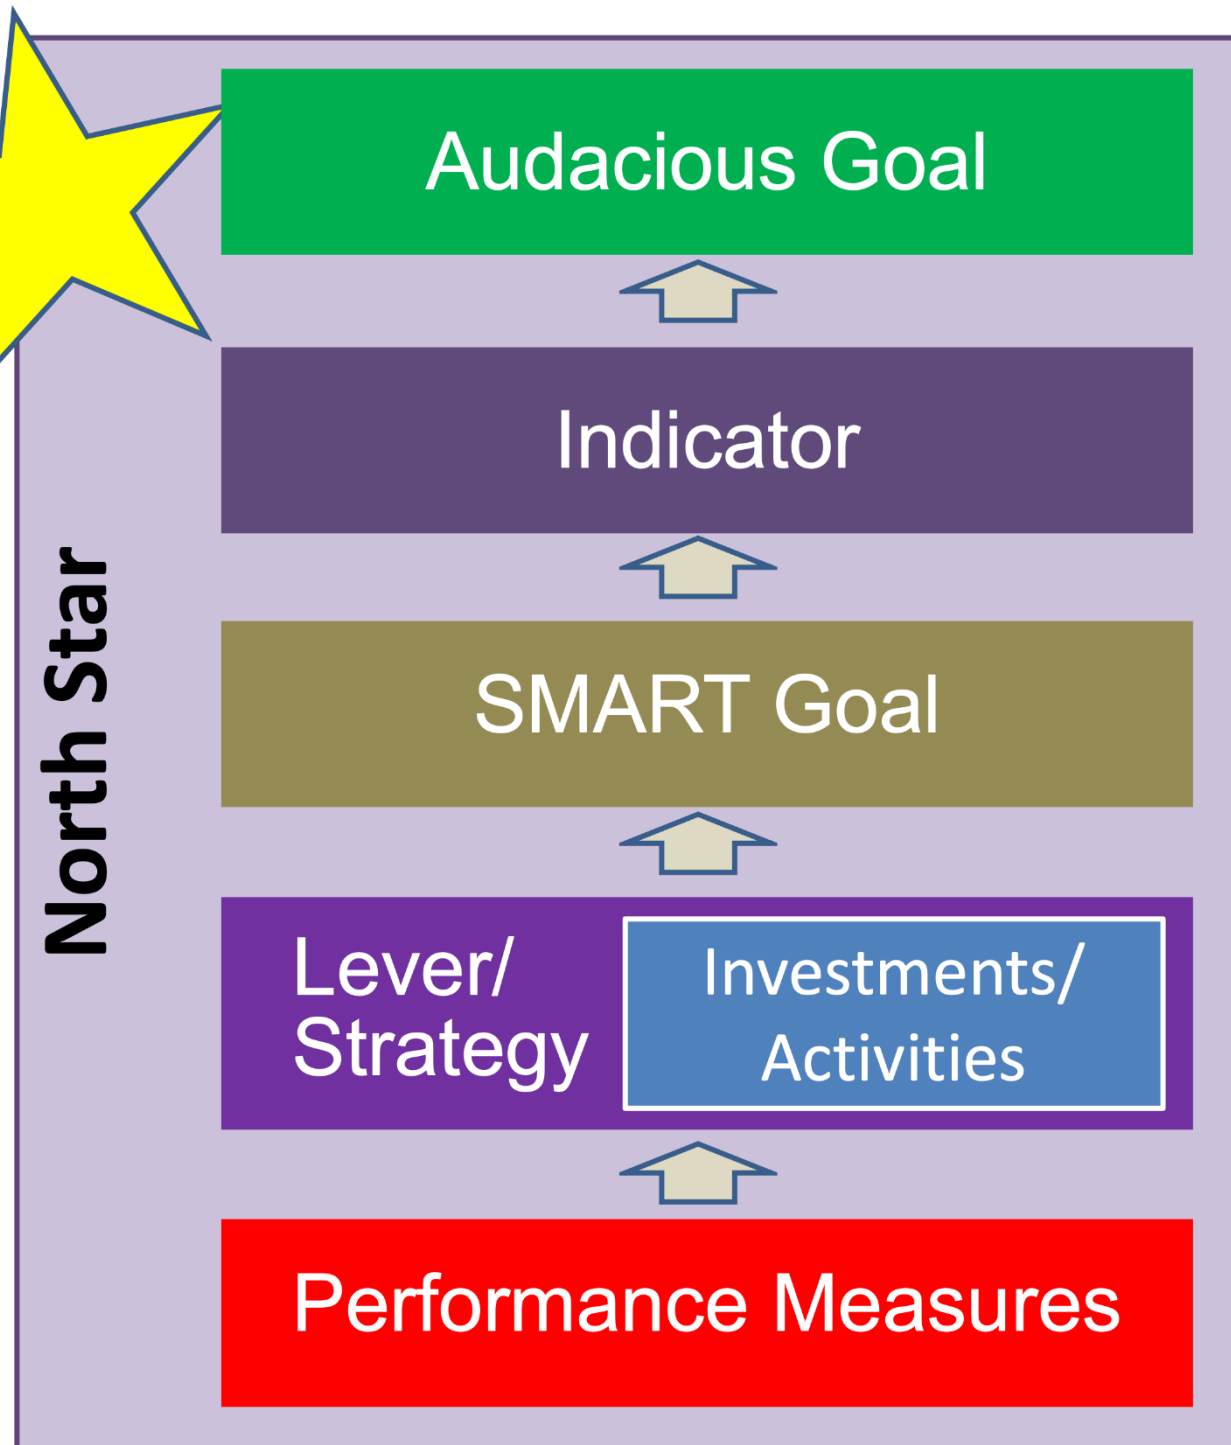 North Star
Audacious Goal
Indicator
SMART Goal
Lever/
Strategy
Investments/
Activities
Performance Measures